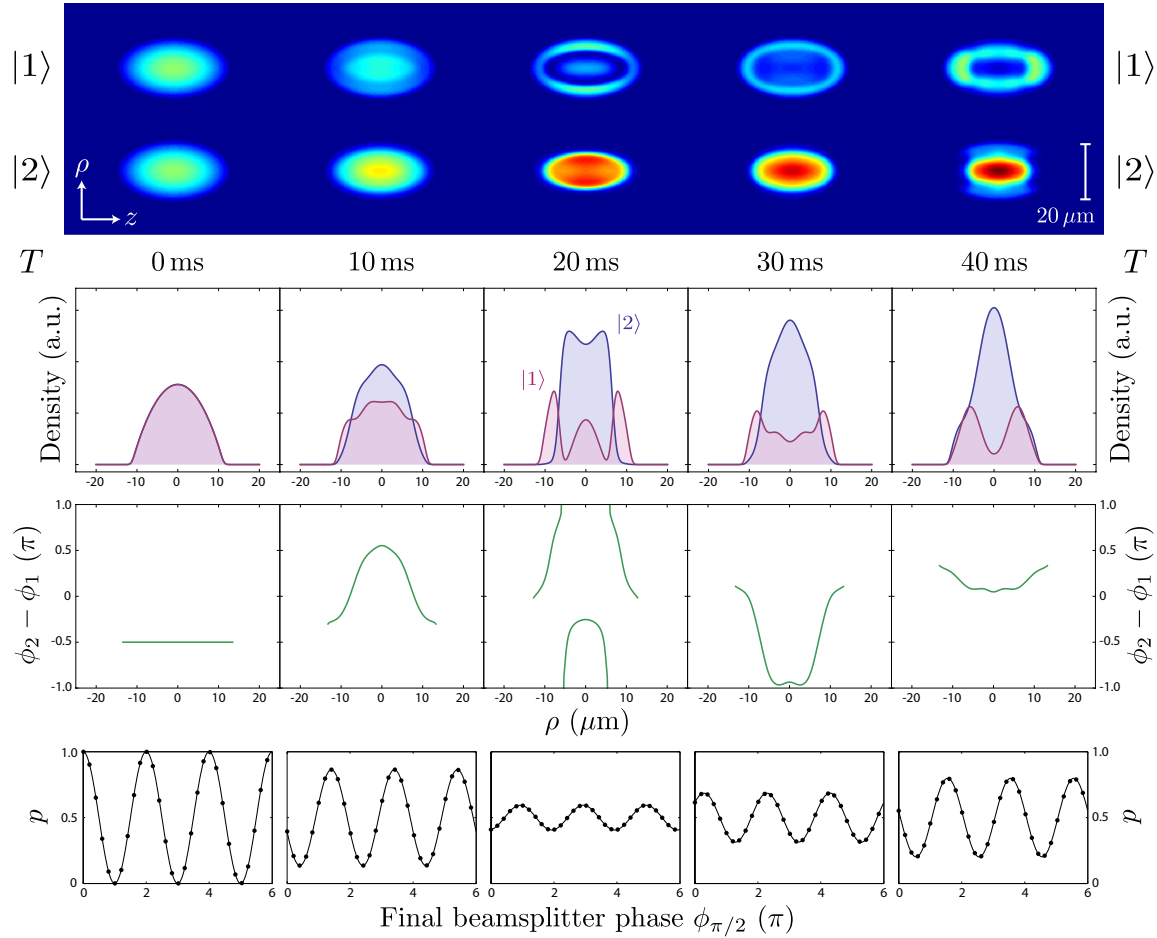 |1⟩ |1⟩
|2⟩ |2⟩
ρ
z
20 μm
T 0 ms 10 ms 20 ms 30 ms 40 ms T
Density (a.u.) Density (a.u.)
|2⟩
|1⟩
-20 -10 0 10 20 -20 -10 0 10 20 -20 -10 0 10 20 -20 -10 0 10 20 -20 -10 0 10 20
ϕ₂ − ϕ₁ (π) ϕ₂ − ϕ₁ (π)
1.0 1.0
0.5 0.5
0 0
-0.5 -0.5
-1.0 -1.0
-20 -10 0 10 20 -20 -10 0 10 20 -20 -10 0 10 20 -20 -10 0 10 20 -20 -10 0 10 20
ρ (μm)
p p
1.0 1.0
0.5 0.5
0 0
0 2 4 6 0 2 4 6 0 2 4 6 0 2 4 6 0 2 4 6
Final beamsplitter phase ϕπ/2 (π)